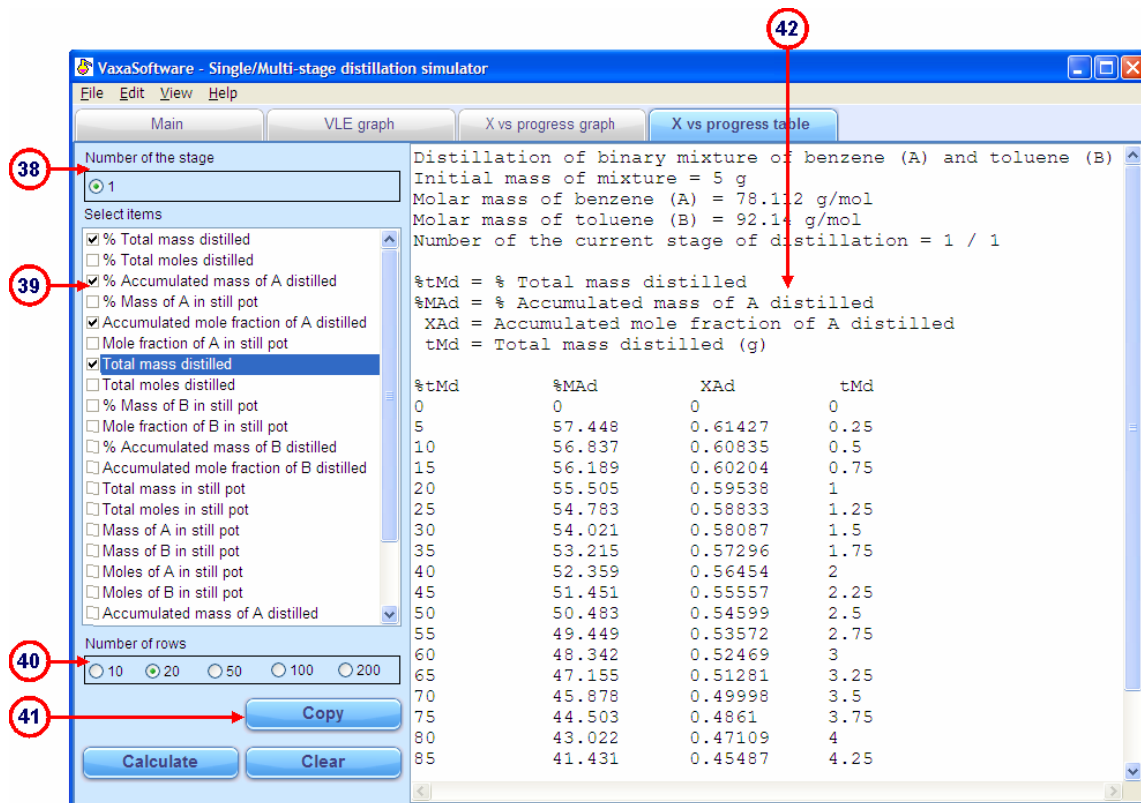 42
VaxaSoftware - Single/Multi-stage distillation simulator
File Edit View Help
Main VLE graph X vs progress graph X vs progress table
38
Number of the stage
1
Select items
39
% Total mass distilled
% Total moles distilled
% Accumulated mass of A distilled
% Mass of A in still pot
Accumulated mole fraction of A distilled
Mole fraction of A in still pot
Total mass distilled
Total moles distilled
% Mass of B in still pot
Mole fraction of B in still pot
% Accumulated mass of B distilled
Accumulated mole fraction of B distilled
Total mass in still pot
Total moles in still pot
Mass of A in still pot
Mass of B in still pot
Moles of A in still pot
Moles of B in still pot
Accumulated mass of A distilled
Number of rows
40
10 20 50 100 200
41
Copy
Calculate Clear
Distillation of binary mixture of benzene (A) and toluene (B)
Initial mass of mixture = 5 g
Molar mass of benzene (A) = 78.112 g/mol
Molar mass of toluene (B) = 92.14 g/mol
Number of the current stage of distillation = 1 / 1
%tMd = % Total mass distilled
%MAd = % Accumulated mass of A distilled
XAd = Accumulated mole fraction of A distilled
tMd = Total mass distilled (g)
%tMd %MAd XAd tMd
0 0 0 0
5 57.448 0.61427 0.25
10 56.837 0.60835 0.5
15 56.189 0.60204 0.75
20 55.505 0.59538 1
25 54.783 0.58833 1.25
30 54.021 0.58087 1.5
35 53.215 0.57296 1.75
40 52.359 0.56454 2
45 51.451 0.55557 2.25
50 50.483 0.54599 2.5
55 49.449 0.53572 2.75
60 48.342 0.52469 3
65 47.155 0.51281 3.25
70 45.878 0.49998 3.5
75 44.503 0.4861 3.75
80 43.022 0.47109 4
85 41.431 0.45487 4.25